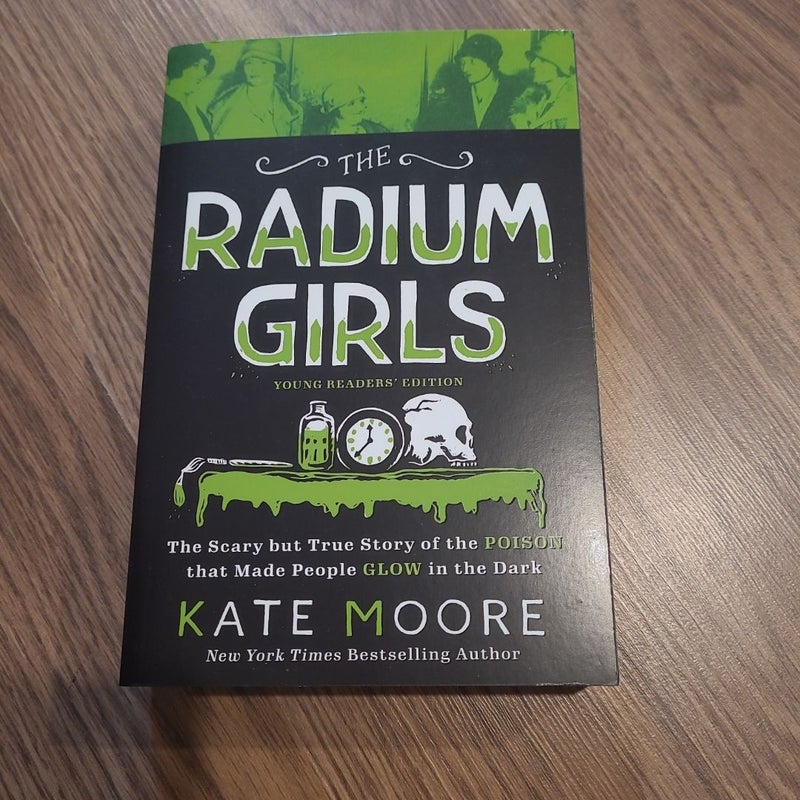 THE
RADIUM
GIRLS
YOUNG READERS' EDITION
The Scary but True Story of the POISON
that Made People GLOW in the Dark
KATE MOORE
New York Times Bestselling Author